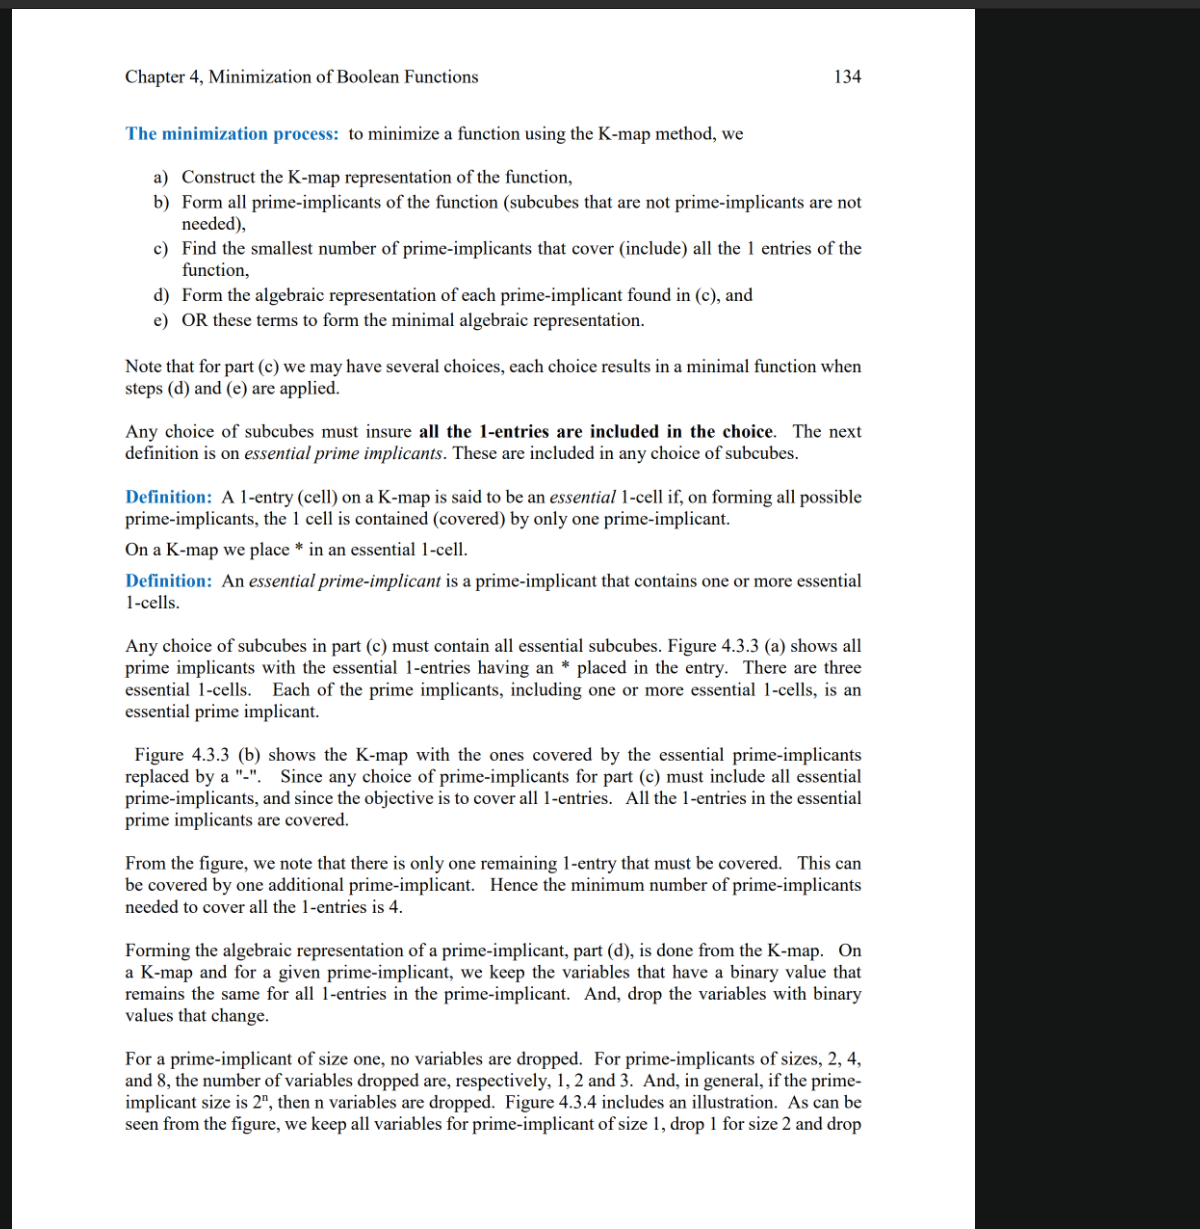 Chapter 4, Minimization of Boolean Functions 134
The minimization process: to minimize a function using the K-map method, we
a) Construct the K-map representation of the function,
b) Form all prime-implicants of the function (subcubes that are not prime-implicants are not
needed),
c) Find the smallest number of prime-implicants that cover (include) all the 1 entries of the
function,
d) Form the algebraic representation of each prime-implicant found in (c), and
e) OR these terms to form the minimal algebraic representation.
Note that for part (c) we may have several choices, each choice results in a minimal function when
steps (d) and (e) are applied.
Any choice of subcubes must insure all the 1-entries are included in the choice. The next
definition is on essential prime implicants. These are included in any choice of subcubes.
Definition: A 1-entry (cell) on a K-map is said to be an essential 1-cell if, on forming all possible
prime-implicants, the 1 cell is contained (covered) by only one prime-implicant.
On a K-map we place * in an essential 1-cell.
Definition: An essential prime-implicant is a prime-implicant that contains one or more essential
1-cells.
Any choice of subcubes in part (c) must contain all essential subcubes. Figure 4.3.3 (a) shows all
prime implicants with the essential 1-entries having an * placed in the entry. There are three
essential 1-cells. Each of the prime implicants, including one or more essential 1-cells, is an
essential prime implicant.
Figure 4.3.3 (b) shows the K-map with the ones covered by the essential prime-implicants
replaced by a "-". Since any choice of prime-implicants for part (c) must include all essential
prime-implicants, and since the objective is to cover all 1-entries. All the 1-entries in the essential
prime implicants are covered.
From the figure, we note that there is only one remaining 1-entry that must be covered. This can
be covered by one additional prime-implicant. Hence the minimum number of prime-implicants
needed to cover all the 1-entries is 4.
Forming the algebraic representation of a prime-implicant, part (d), is done from the K-map. On
a K-map and for a given prime-implicant, we keep the variables that have a binary value that
remains the same for all 1-entries in the prime-implicant. And, drop the variables with binary
values that change.
For a prime-implicant of size one, no variables are dropped. For prime-implicants of sizes, 2, 4,
and 8, the number of variables dropped are, respectively, 1, 2 and 3. And, in general, if the prime-
implicant size is 2ⁿ, then n variables are dropped. Figure 4.3.4 includes an illustration. As can be
seen from the figure, we keep all variables for prime-implicant of size 1, drop 1 for size 2 and drop